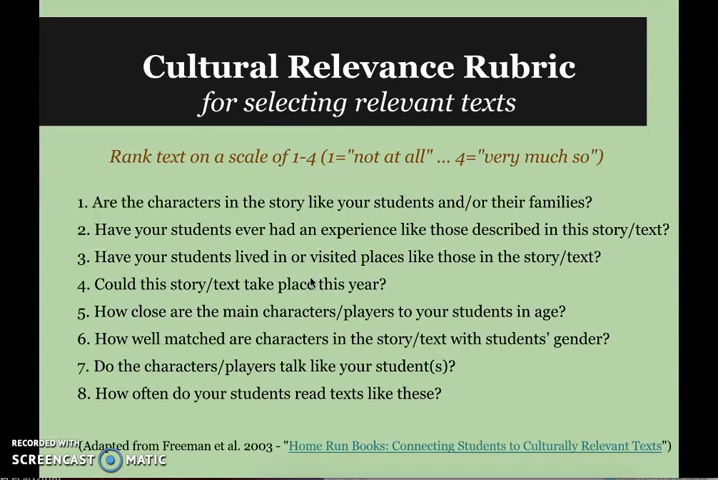 Cultural Relevance Rubric
for selecting relevant texts
Rank text on a scale of 1-4 (1="not at all" ... 4="very much so")
1. Are the characters in the story like your students and/or their families?
2. Have your students ever had an experience like those described in this story/text?
3. Have your students lived in or visited places like those in the story/text?
4. Could this story/text take place this year?
5. How close are the main characters/players to your students in age?
6. How well matched are characters in the story/text with students' gender?
7. Do the characters/players talk like your student(s)?
8. How often do your students read texts like these?
(Adapted from Freeman et al. 2003 - "Home Run Books: Connecting Students to Culturally Relevant Texts")
RECORDED WITH
SCREENCAST MATIC